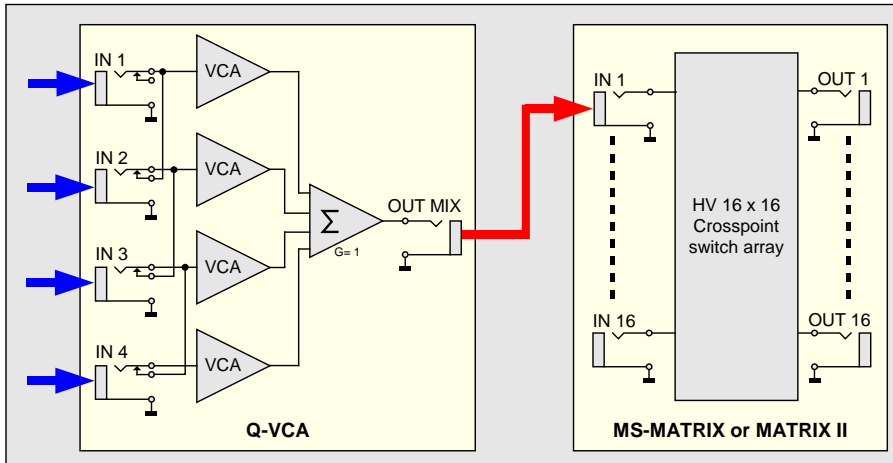 IN 1
VCA
IN 2
VCA
IN 3
VCA
IN 4
VCA
Σ
G= 1
OUT MIX
Q-VCA
IN 1
OUT 1
HV 16 x 16
Crosspoint
switch array
IN 16
OUT 16
MS-MATRIX or MATRIX II